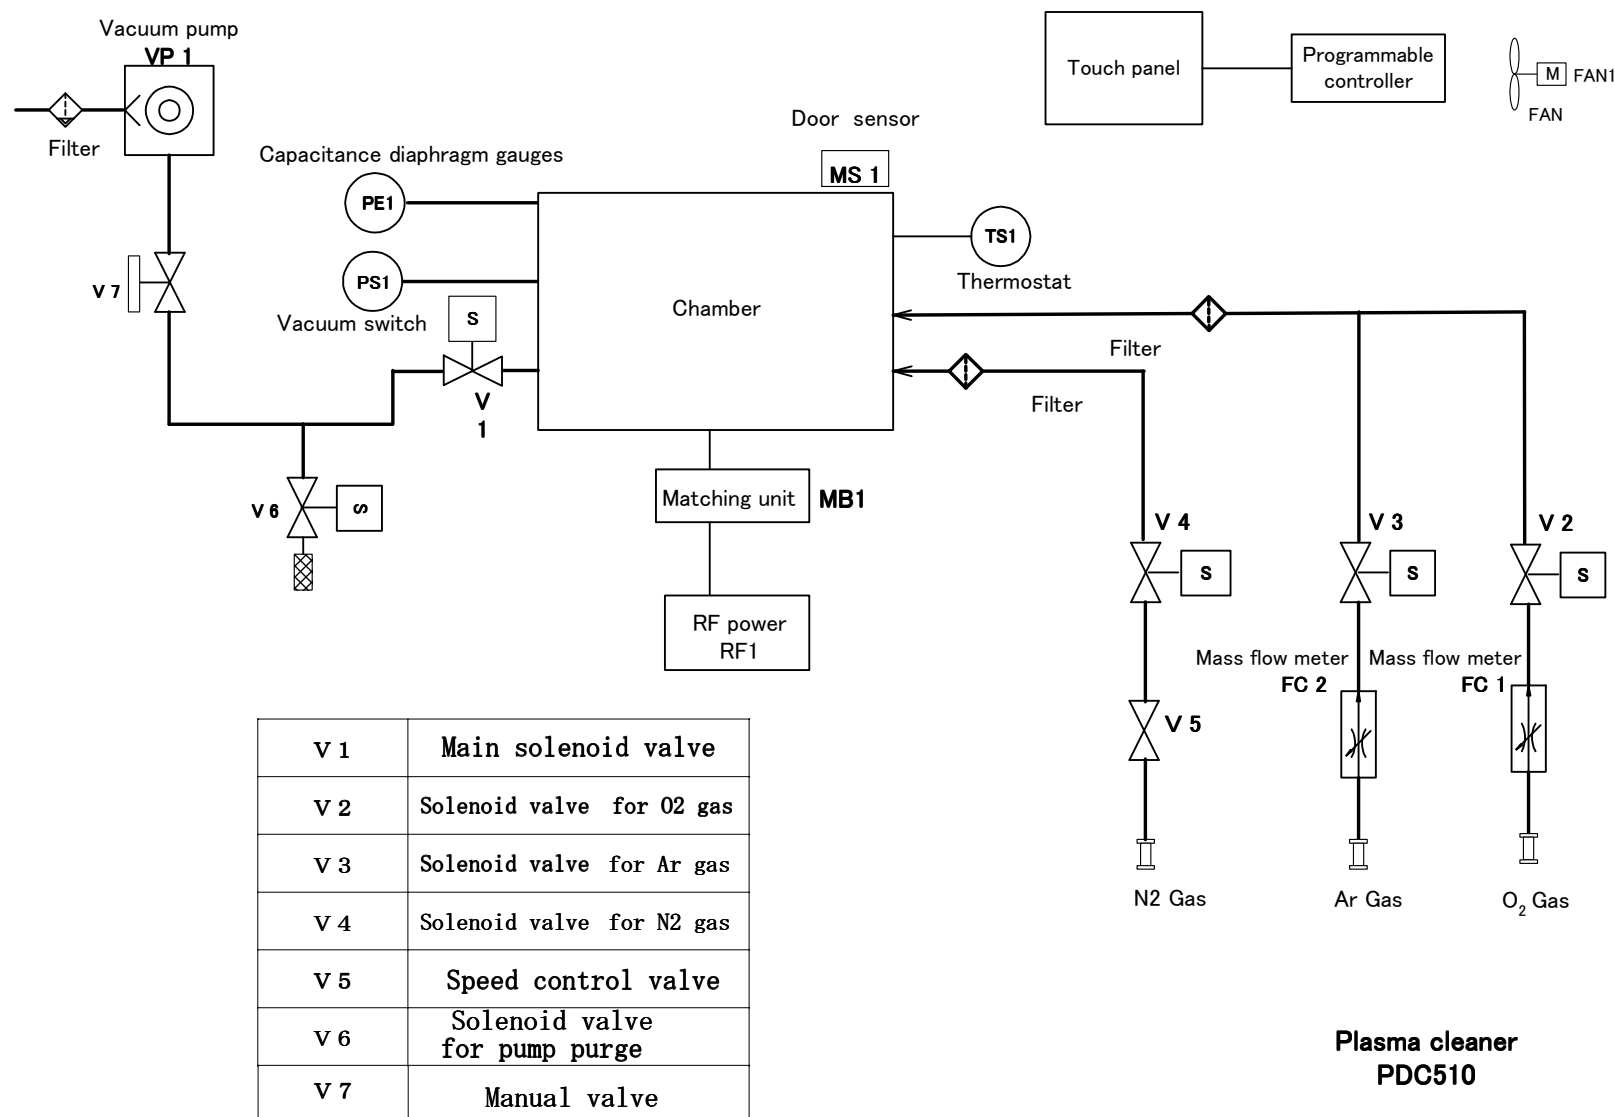 Vacuum pump
VP 1
Filter
Capacitance diaphragm gauges
PE1
PS1
Vacuum switch
S
V 7
V
1
V 6
S
Door sensor
MS 1
Chamber
TS1
Thermostat
Touch panel
Programmable
controller
M
FAN1
FAN
Filter
Filter
Matching unit
MB1
RF power
RF1
V 4
S
V 3
S
V 2
S
Mass flow meter
FC 2
Mass flow meter
FC 1
V 5
N2 Gas
Ar Gas
O2 Gas
V 1 Main solenoid valve
V 2 Solenoid valve for O2 gas
V 3 Solenoid valve for Ar gas
V 4 Solenoid valve for N2 gas
V 5 Speed control valve
V 6 Solenoid valve
for pump purge
V 7 Manual valve
Plasma cleaner
PDC510